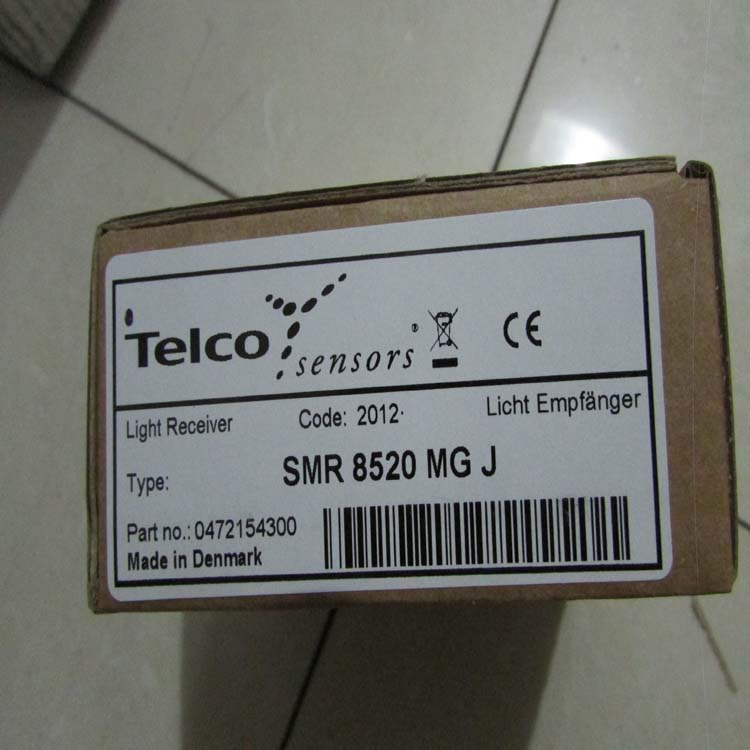 Telco sensors®
CE
Light Receiver
Code: 2012·
Licht Empfänger
Type:
SMR 8520 MG J
Part no.: 0472154300
Made in Denmark